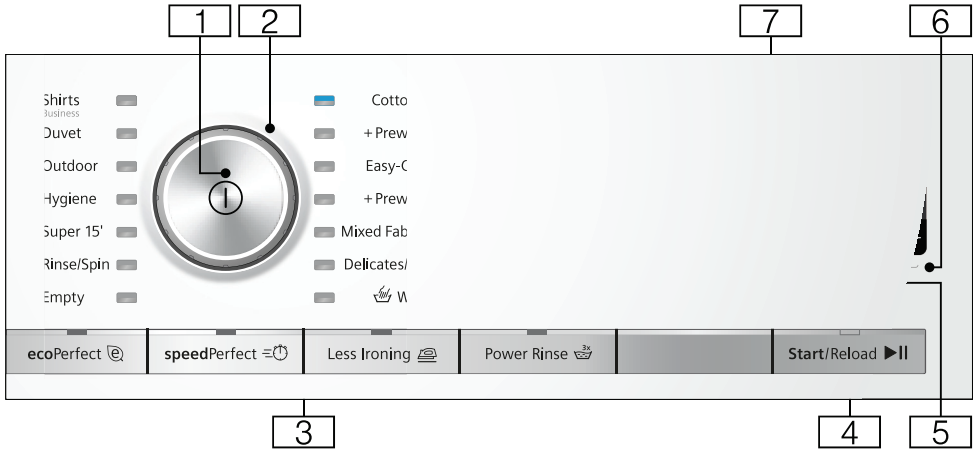 1 2 7 6
Shirts
Business
Duvet
Outdoor
Hygiene
Super 15'
Rinse/Spin
Empty
Cotto
+ Prew
Easy-C
+ Prew
Mixed Fab
Delicates/
W
ecoPerfect e speedPerfect Less Ironing Power Rinse 3x Start/Reload
3 4 5